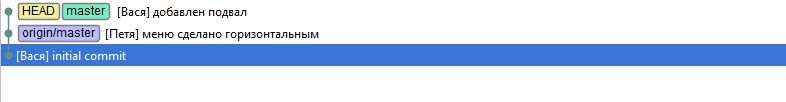 HEAD master [Вася] добавлен подвал
origin/master [Петя] меню сделано горизонтальным
[Вася] initial commit